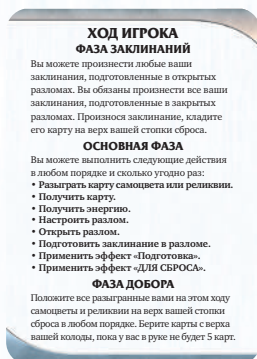 ХОД ИГРОКА
ФАЗА ЗАКЛИНАНИЙ
Вы можете произнести любые ваши
заклинания, подготовленные в открытых
разломах. Вы обязаны произнести все ваши
заклинания, подготовленные в закрытых
разломах. Произнося заклинание, кладите
его карту на верх вашей стопки сброса.
ОСНОВНАЯ ФАЗА
Вы можете выполнить следующие действия
в любом порядке и сколько угодно раз:
• Разыграть карту самоцвета или реликвии.
• Получить карту.
• Получить энергию.
• Настроить разлом.
• Открыть разлом.
• Подготовить заклинание в разломе.
• Применить эффект «Подготовка».
• Применить эффект «ДЛЯ СБРОСА».
ФАЗА ДОБОРА
Положите все разыгранные вами на этом ходу
самоцветы и реликвии на верх вашей стопки
сброса в любом порядке. Берите карты с верха
вашей колоды, пока у вас в руке не будет 5 карт.